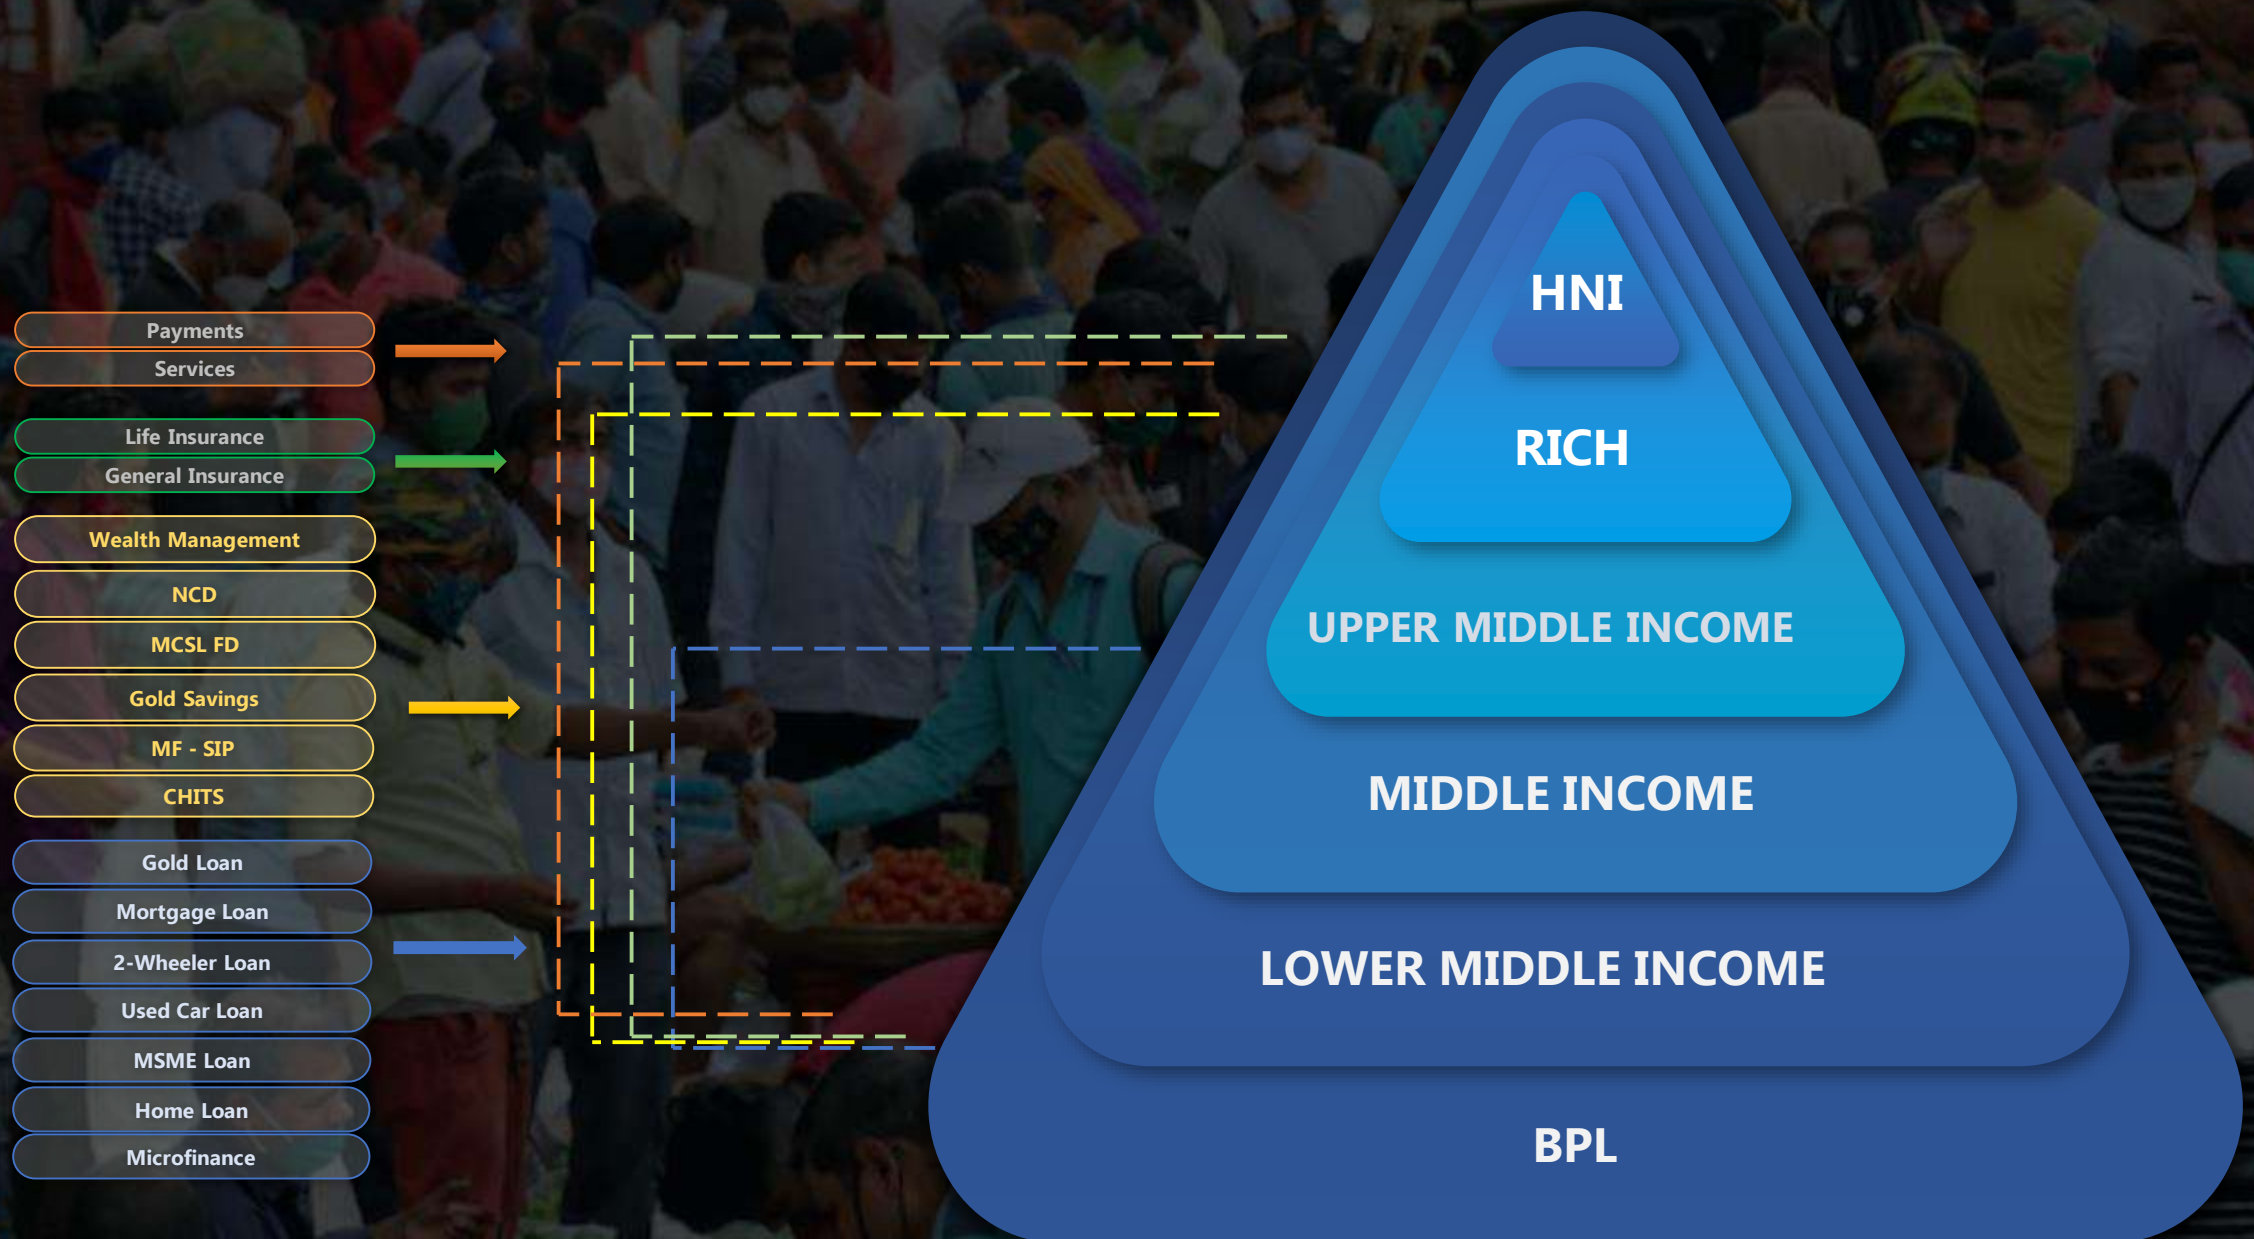 Payments
Services
Life Insurance
General Insurance
Wealth Management
NCD
MCSL FD
Gold Savings
MF - SIP
CHITS
Gold Loan
Mortgage Loan
2-Wheeler Loan
Used Car Loan
MSME Loan
Home Loan
Microfinance
HNI
RICH
UPPER MIDDLE INCOME
MIDDLE INCOME
LOWER MIDDLE INCOME
BPL